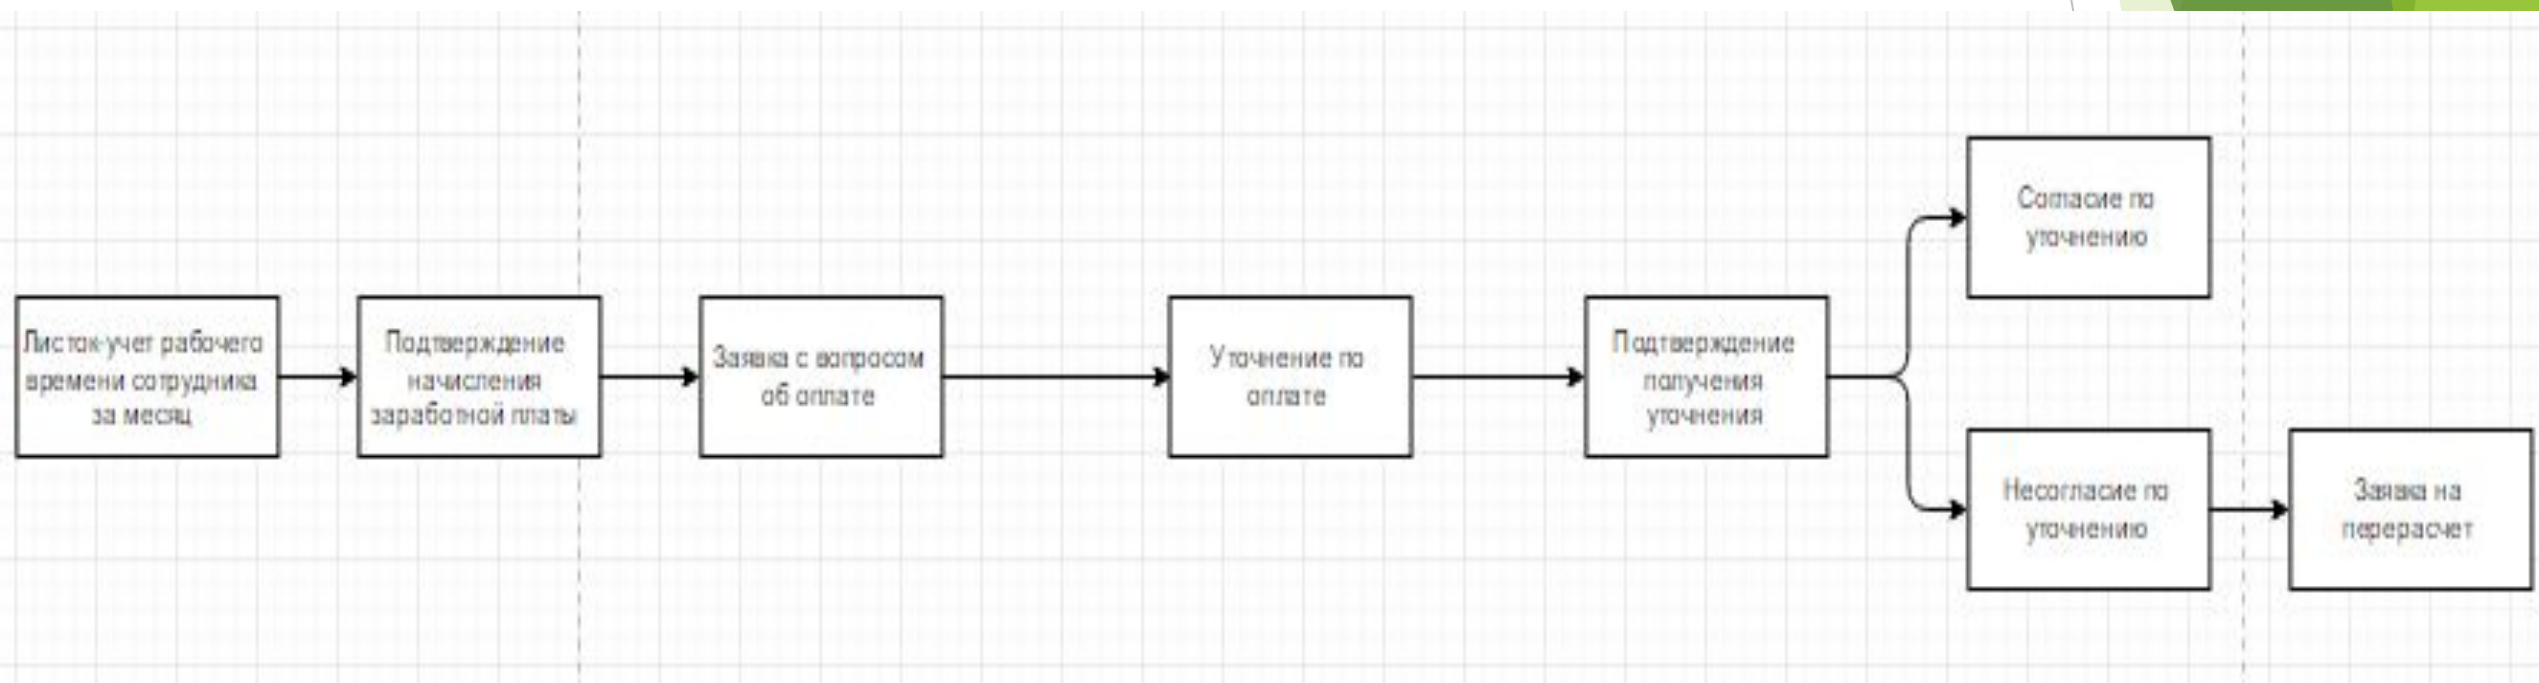 Листок-учет рабочего
времени сотрудника
за месяц
Подтверждение
начисления
заработной платы
Заявка с вопросом
об оплате
Уточнение по
оплате
Подтверждение
получения
уточнения
Согласие по
уточнению
Несогласие по
уточнению
Заявка на
перерасчет